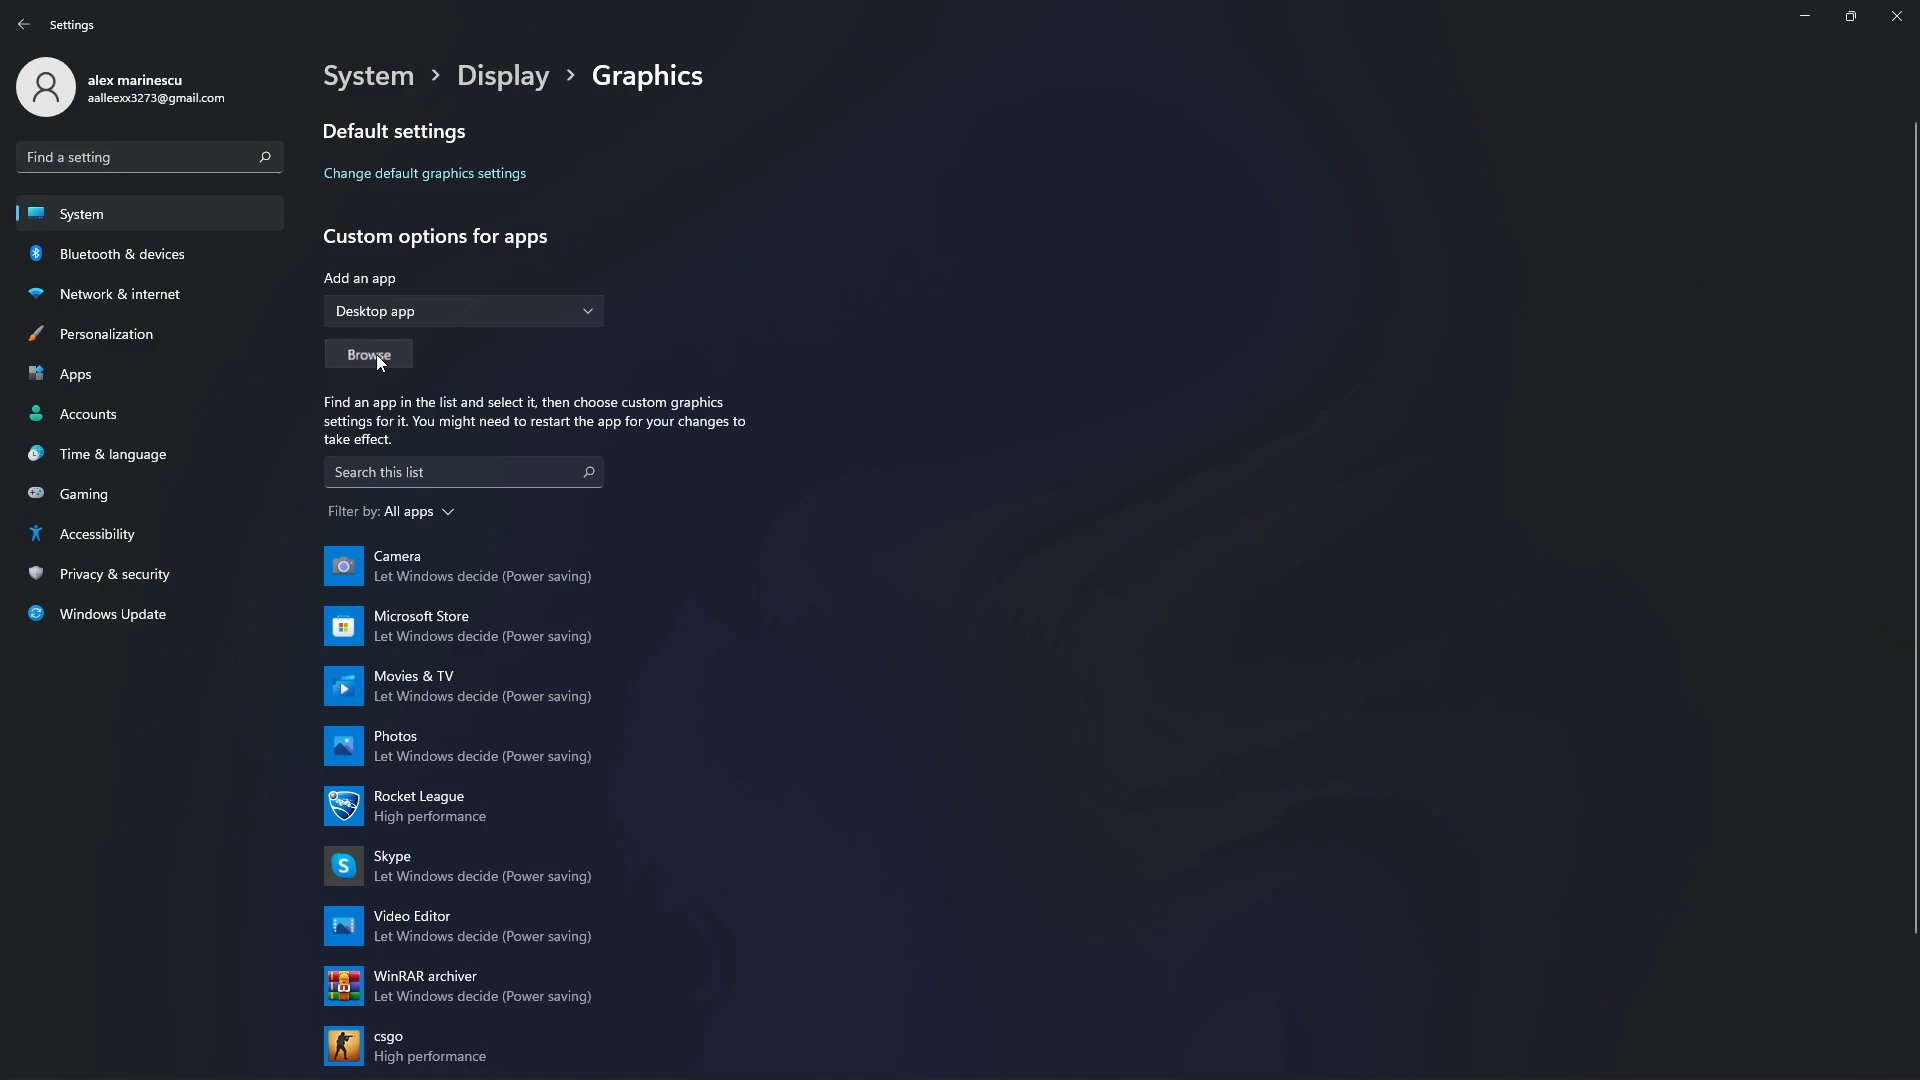 Settings
alex marinescu
aalleexx3273@gmail.com
Find a setting
System
Bluetooth & devices
Network & internet
Personalization
Apps
Accounts
Time & language
Gaming
Accessibility
Privacy & security
Windows Update
System > Display > Graphics
Default settings
Change default graphics settings
Custom options for apps
Add an app
Desktop app
Browse
Find an app in the list and select it, then choose custom graphics
settings for it. You might need to restart the app for your changes to
take effect.
Search this list
Filter by: All apps
Camera
Let Windows decide (Power saving)
Microsoft Store
Let Windows decide (Power saving)
Movies & TV
Let Windows decide (Power saving)
Photos
Let Windows decide (Power saving)
Rocket League
High performance
Skype
Let Windows decide (Power saving)
Video Editor
Let Windows decide (Power saving)
WinRAR archiver
Let Windows decide (Power saving)
csgo
High performance